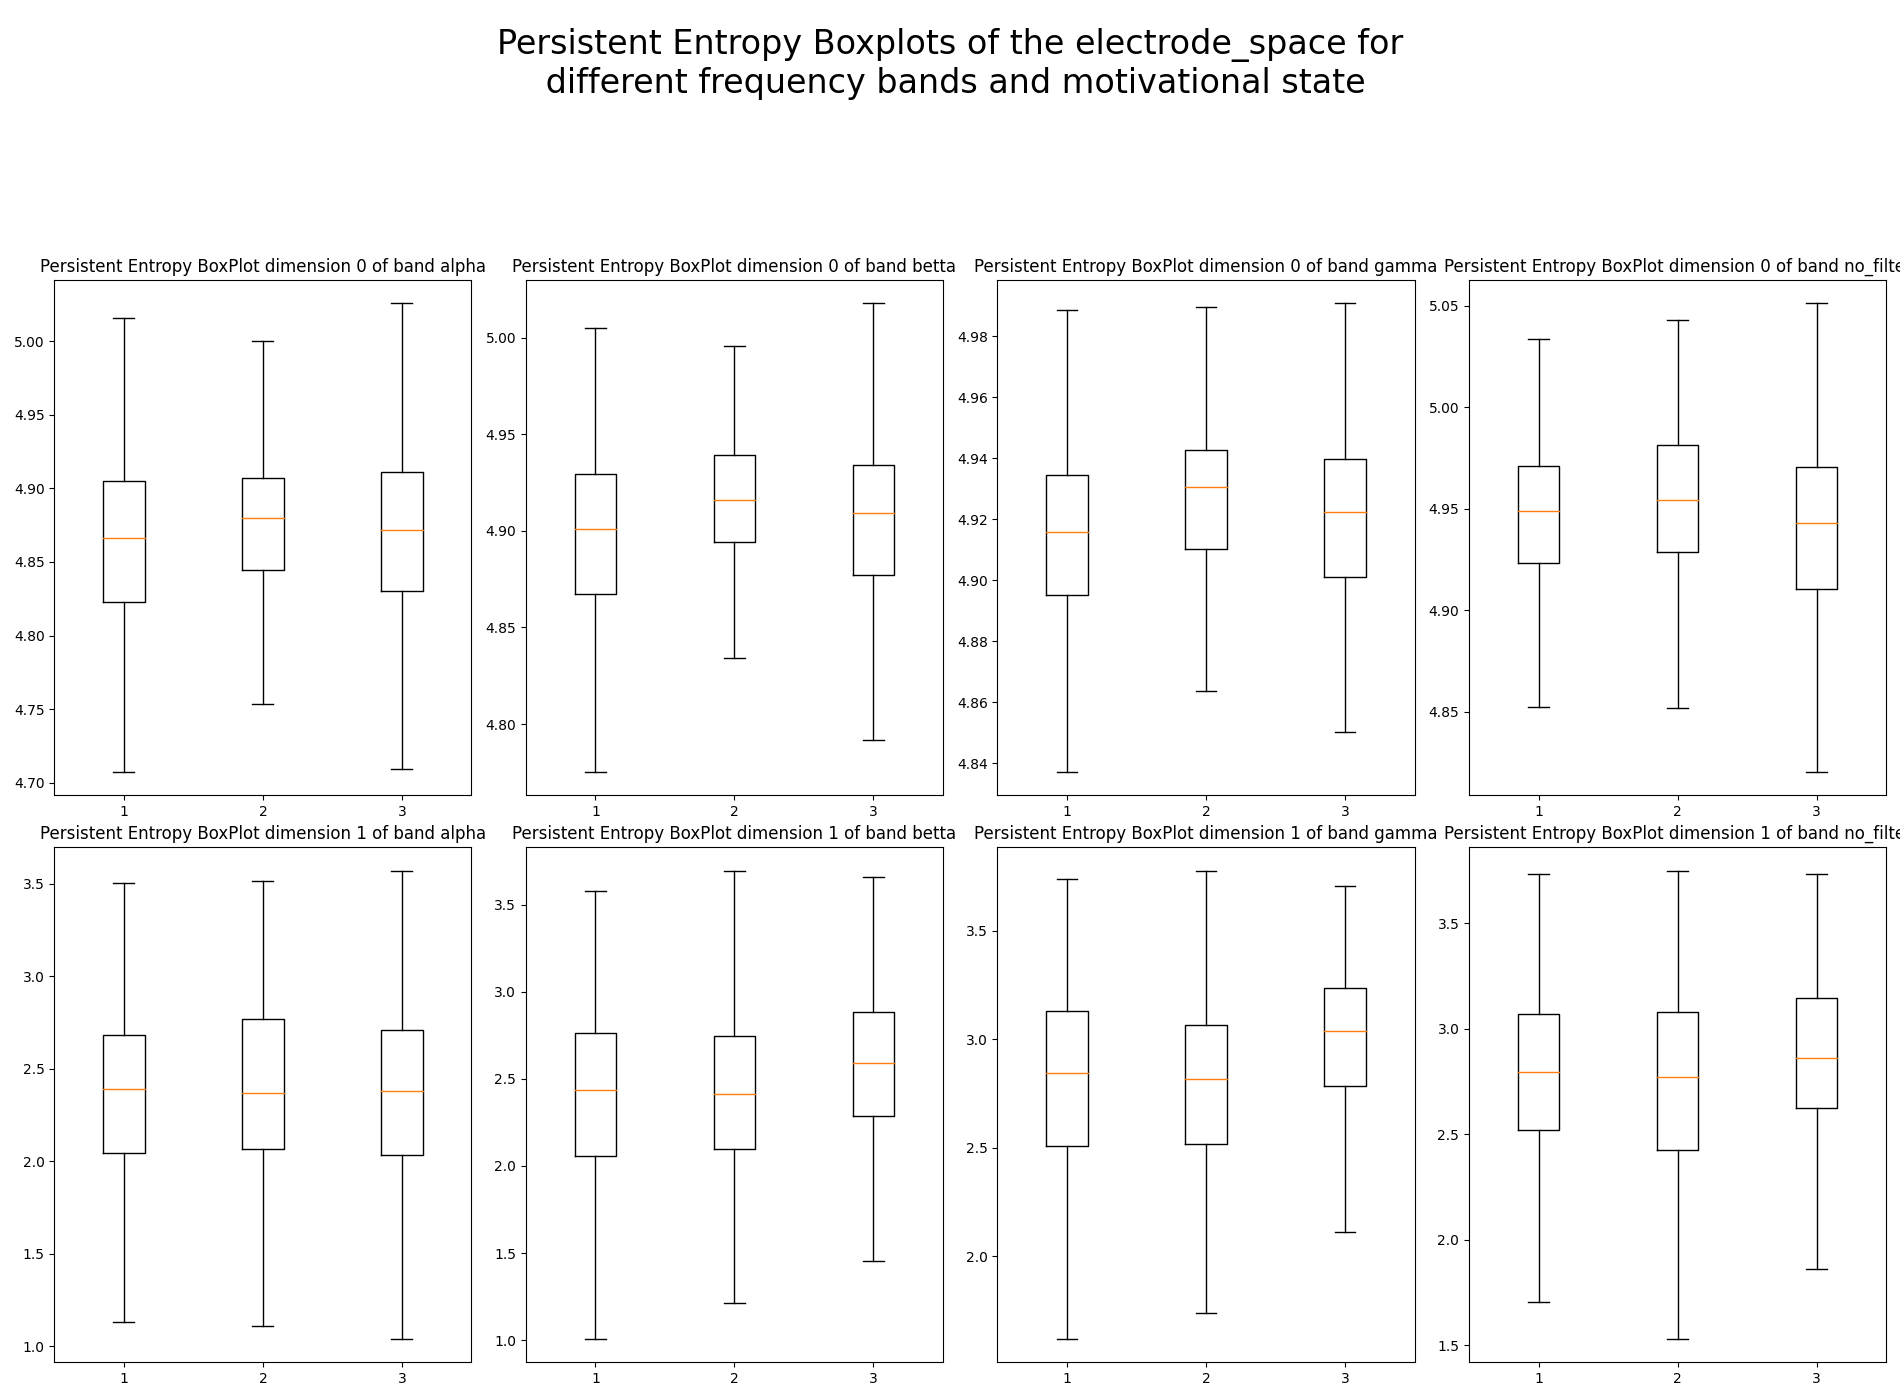 Persistent Entropy Boxplots of the electrode_space for
different frequency bands and motivational state
Persistent Entropy BoxPlot dimension 0 of band alpha
5.00
4.95
4.90
4.85
4.80
4.75
4.70
1 2 3
Persistent Entropy BoxPlot dimension 0 of band betta
5.00
4.95
4.90
4.85
4.80
1 2 3
Persistent Entropy BoxPlot dimension 0 of band gamma
4.98
4.96
4.94
4.92
4.90
4.88
4.86
4.84
1 2 3
Persistent Entropy BoxPlot dimension 0 of band no_filte
5.05
5.00
4.95
4.90
4.85
1 2 3
Persistent Entropy BoxPlot dimension 1 of band alpha
3.5
3.0
2.5
2.0
1.5
1.0
1 2 3
Persistent Entropy BoxPlot dimension 1 of band betta
3.5
3.0
2.5
2.0
1.5
1.0
1 2 3
Persistent Entropy BoxPlot dimension 1 of band gamma
3.5
3.0
2.5
2.0
1 2 3
Persistent Entropy BoxPlot dimension 1 of band no_filte
3.5
3.0
2.5
2.0
1.5
1 2 3